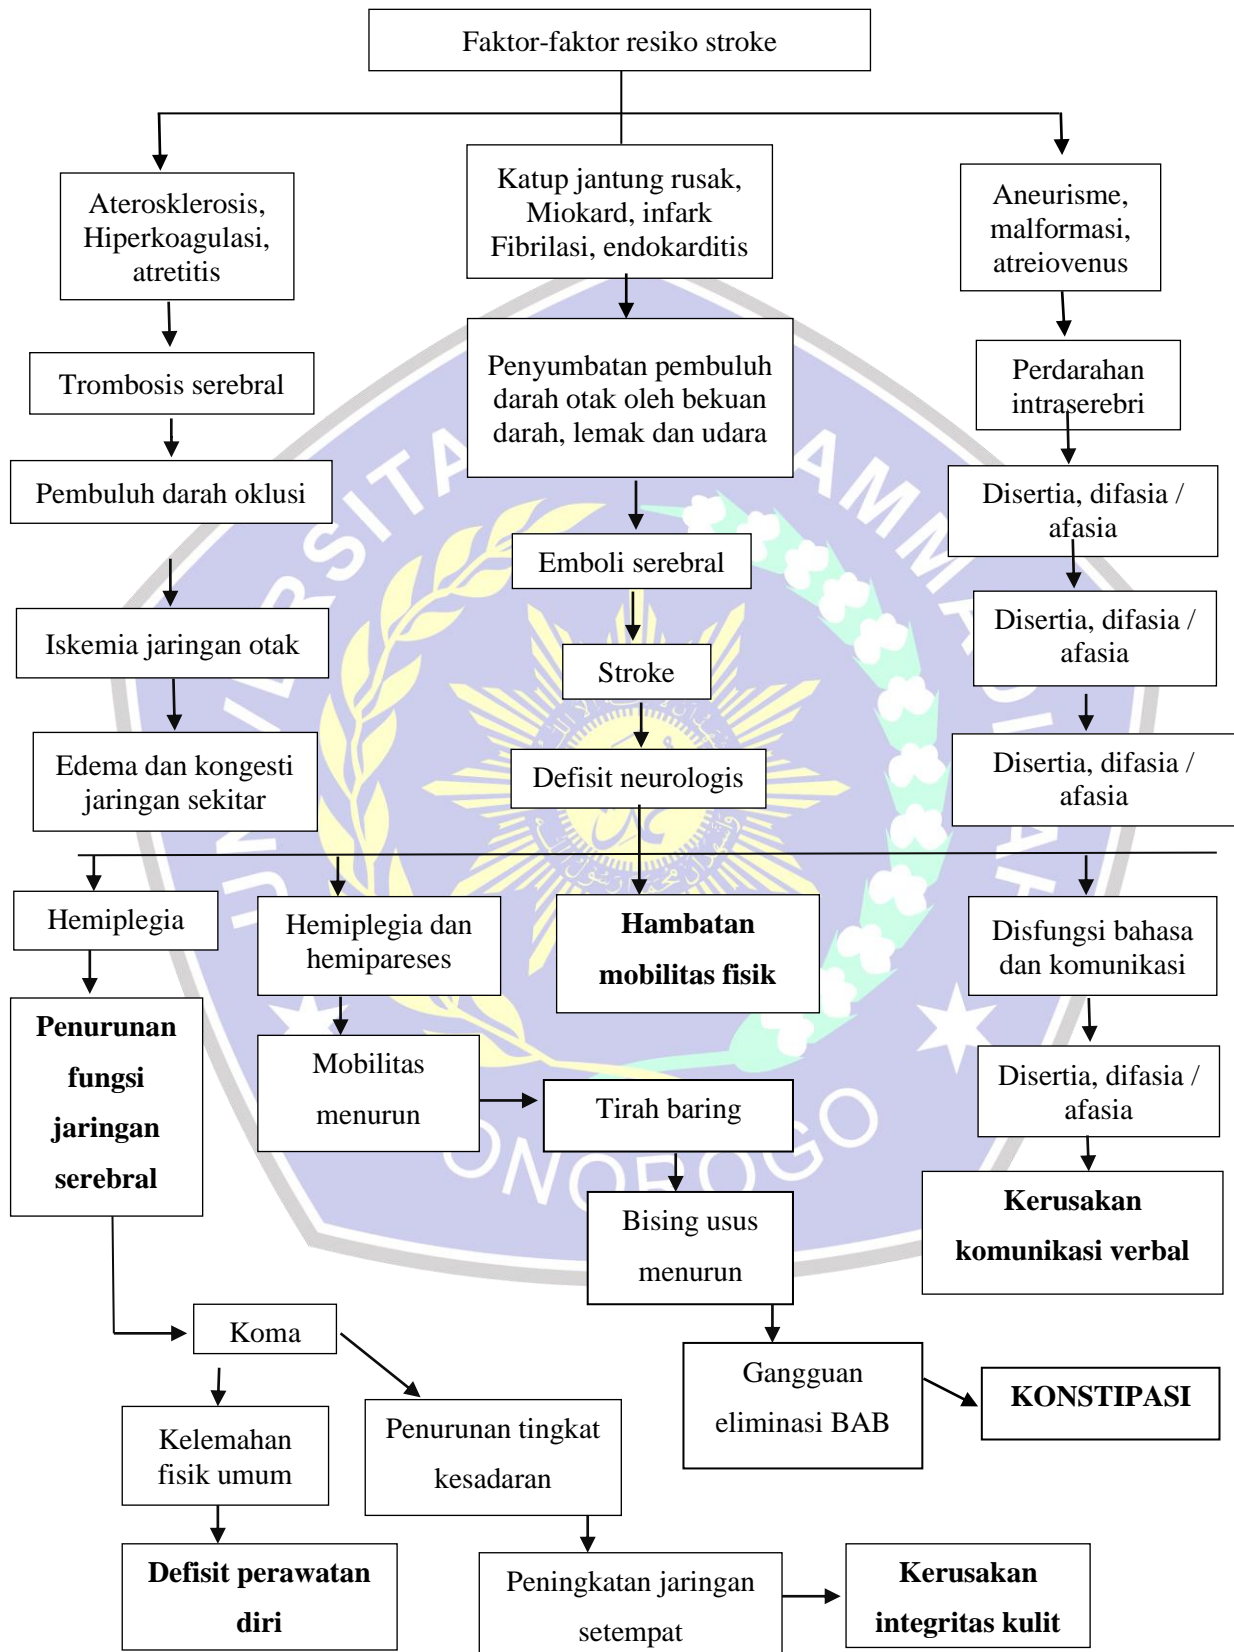 Faktor-faktor resiko stroke
Aterosklerosis,
Hiperkoagulasi,
atretitis
Katup jantung rusak,
Miokard, infark
Fibrilasi, endokarditis
Aneurisme,
malformasi,
atreiovenus
Trombosis serebral
Penyumbatan pembuluh
darah otak oleh bekuan
darah, lemak dan udara
Perdarahan
intraserebri
Pembuluh darah oklusi
Disertia, difasia /
afasia
Emboli serebral
Iskemia jaringan otak
Stroke
Disertia, difasia /
afasia
Edema dan kongesti
jaringan sekitar
Defisit neurologis
Disertia, difasia /
afasia
Hemiplegia
Hemiplegia dan
hemipareses
Hambatan
mobilitas fisik
Disfungsi bahasa
dan komunikasi
Penurunan
fungsi
jaringan
serebral
Mobilitas
menurun
Tirah baring
Disertia, difasia /
afasia
Bising usus
menurun
Kerusakan
komunikasi verbal
Koma
Gangguan
eliminasi BAB
KONSTIPASI
Kelemahan
fisik umum
Penurunan tingkat
kesadaran
Defisit perawatan
diri
Peningkatan jaringan
setempat
Kerusakan
integritas kulit
ONOROGO